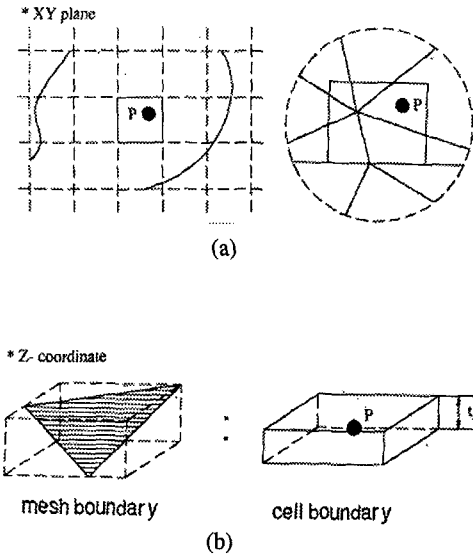 * XY plane
P
P
(a)
* Z- coordinate
P
mesh boundary
cell boundary
(b)